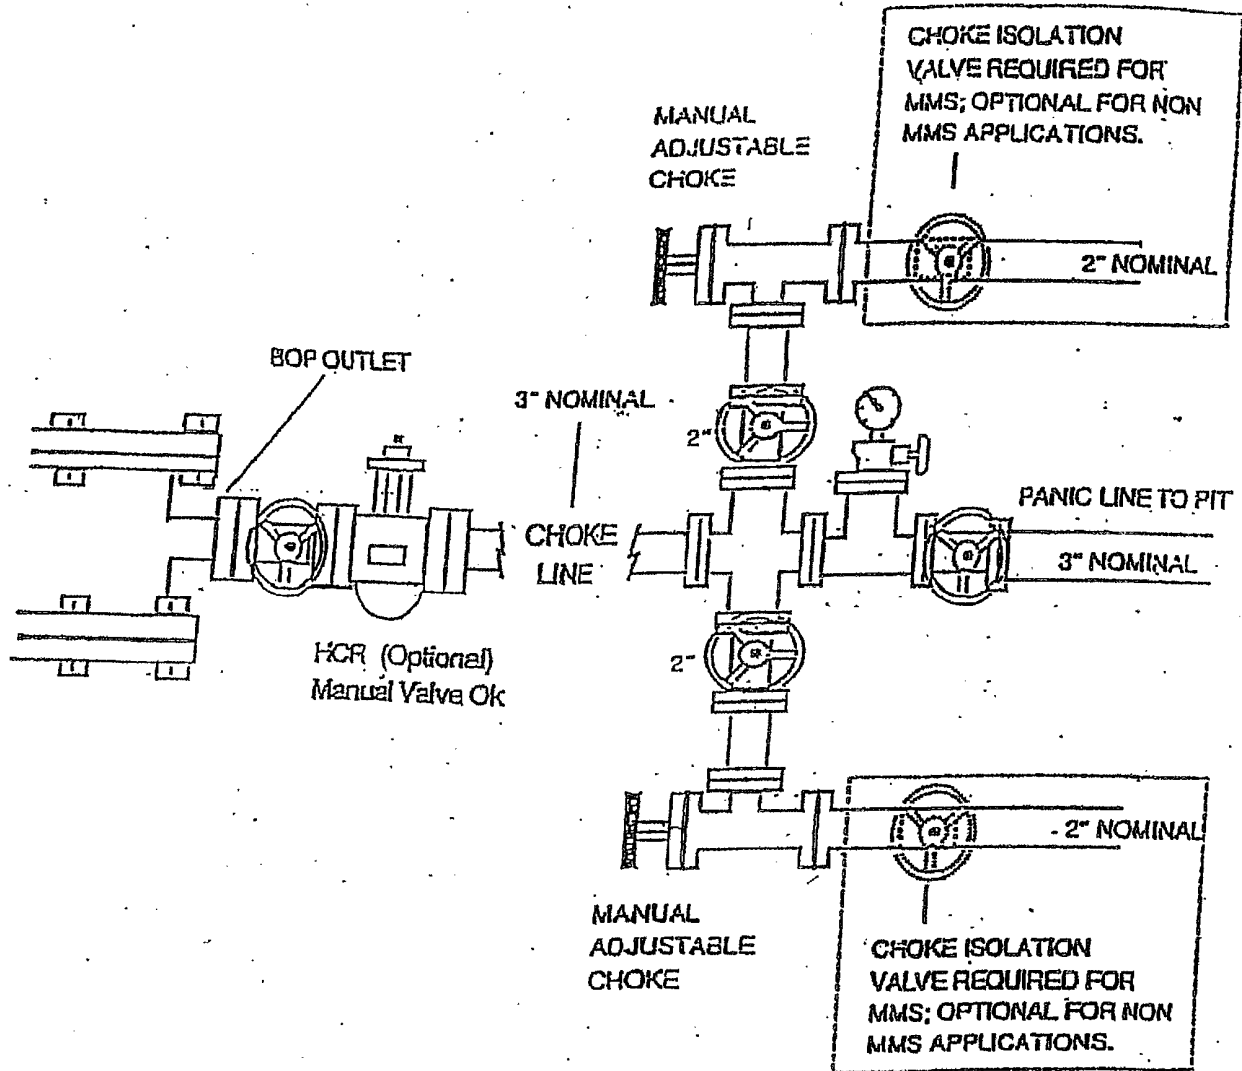 CHOKE ISOLATION
VALVE REQUIRED FOR
MMS; OPTIONAL FOR NON
MMS APPLICATIONS.
MANUAL
ADJUSTABLE
CHOKE
2" NOMINAL
BOP OUTLET
3" NOMINAL
2"
PANIC LINE TO PIT
CHOKE
LINE
3" NOMINAL
HCR (Optional)
Manual Valve Ok
2"
2" NOMINAL
MANUAL
ADJUSTABLE
CHOKE
CHOKE ISOLATION
VALVE REQUIRED FOR
MMS; OPTIONAL FOR NON
MMS APPLICATIONS.